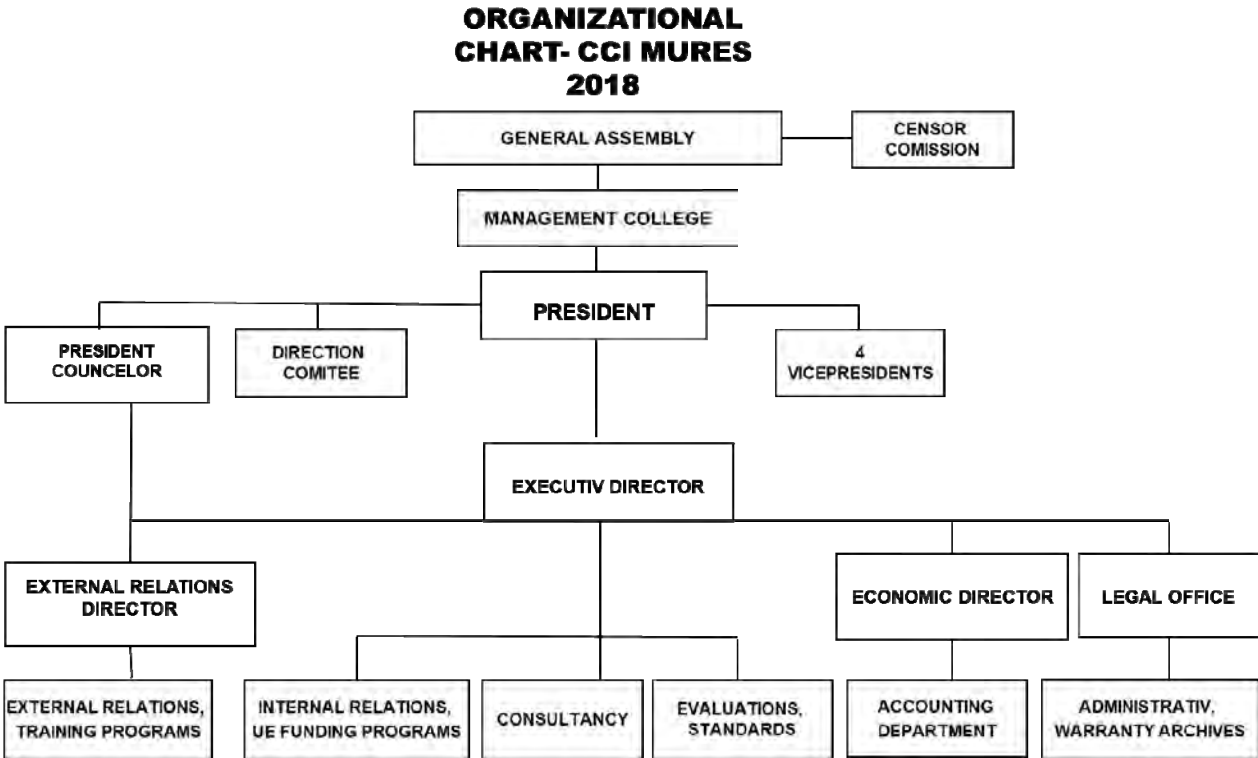 ORGANIZATIONAL
CHART- CCI MURES
2018
GENERAL ASSEMBLY
CENSOR
COMISSION
MANAGEMENT COLLEGE
PRESIDENT
PRESIDENT
COUNCELOR
DIRECTION
COMITEE
4
VICEPRESIDENTS
EXECUTIV DIRECTOR
EXTERNAL RELATIONS
DIRECTOR
ECONOMIC DIRECTOR
LEGAL OFFICE
EXTERNAL RELATIONS,
TRAINING PROGRAMS
INTERNAL RELATIONS,
UE FUNDING PROGRAMS
CONSULTANCY
EVALUATIONS,
STANDARDS
ACCOUNTING
DEPARTMENT
ADMINISTRATIV,
WARRANTY ARCHIVES